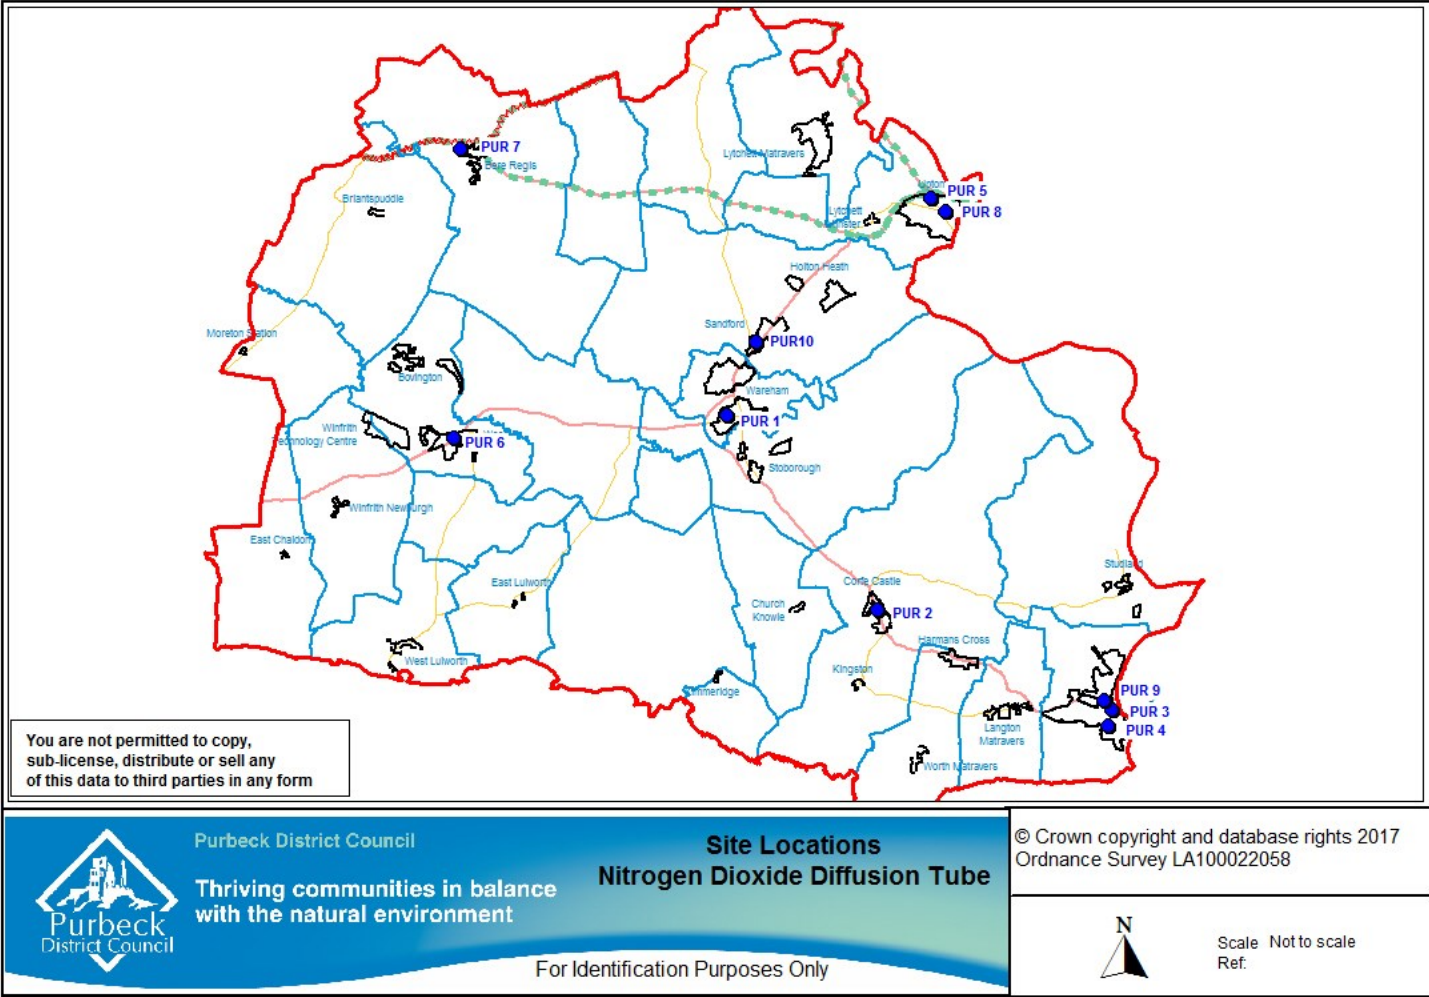 PUR 7
Bere Regis
Lytchett Matravers
Briantspuddle
Upton
PUR 5
PUR 8
Lytchett
Minster
Holton Heath
Moreton Station
Sandford
PUR10
Bovington
Wareham
PUR 1
Winfrith
Technology Centre
PUR 6
Stoborough
Winfrith Newburgh
East Chaldon
East Lulworth
Church
Knowle
Corfe Castle
PUR 2
Studland
Harmans Cross
West Lulworth
Kingston
Kimmeridge
PUR 9
PUR 3
PUR 4
Langton
Matravers
Worth Matravers
You are not permitted to copy,
sub-license, distribute or sell any
of this data to third parties in any form
Purbeck
District Council
Purbeck District Council
Thriving communities in balance
with the natural environment
Site Locations
Nitrogen Dioxide Diffusion Tube
For Identification Purposes Only
© Crown copyright and database rights 2017
Ordnance Survey LA100022058
N
Scale Not to scale
Ref: